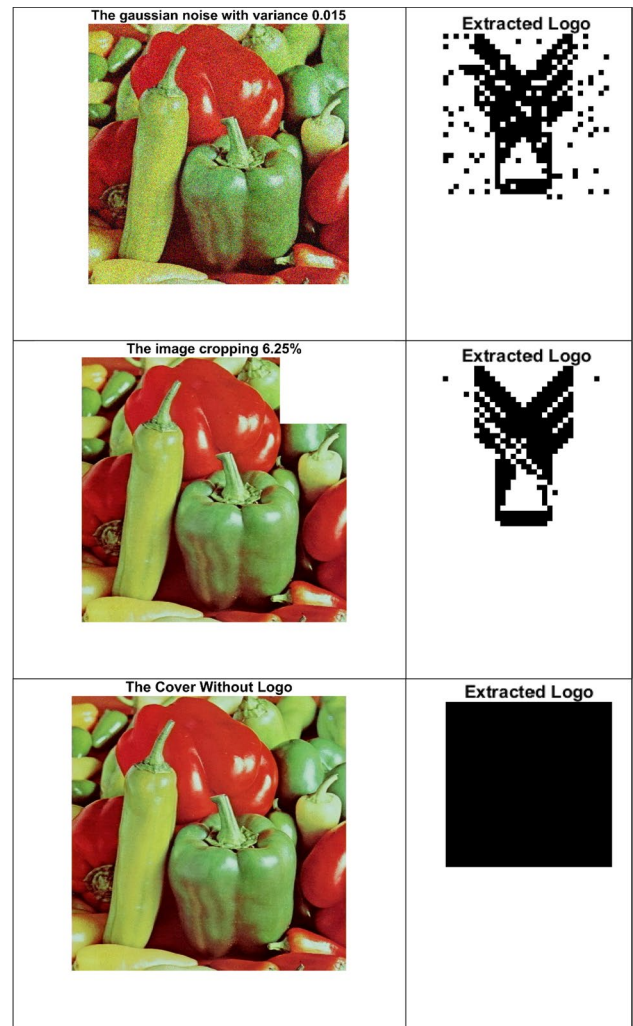 The gaussian noise with variance 0.015
Extracted Logo
The image cropping 6.25%
Extracted Logo
The Cover Without Logo
Extracted Logo